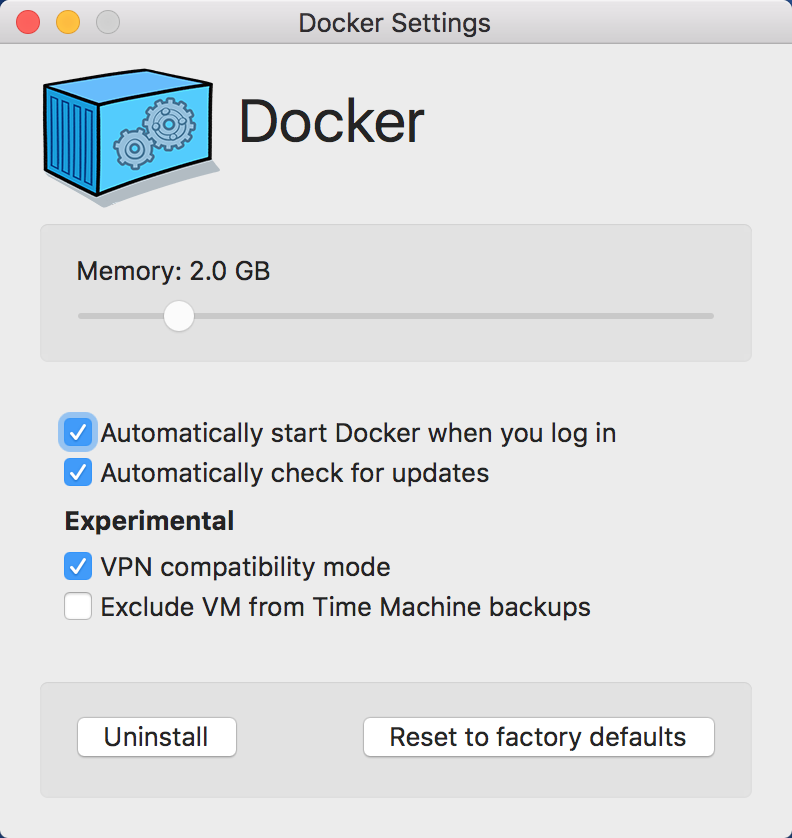 Docker Settings
Docker
Memory: 2.0 GB
Automatically start Docker when you log in
Automatically check for updates
Experimental
VPN compatibility mode
Exclude VM from Time Machine backups
Uninstall
Reset to factory defaults